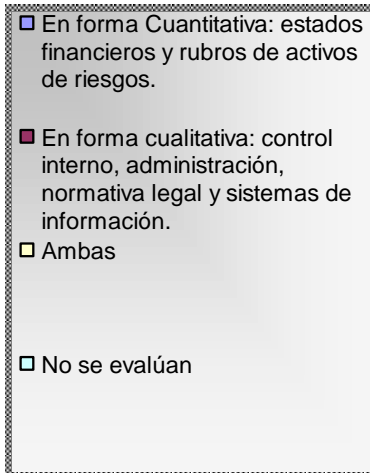 En forma Cuantitativa: estados
financieros y rubros de activos
de riesgos.
En forma cualitativa: control
interno, administración,
normativa legal y sistemas de
información.
Ambas
No se evalúan